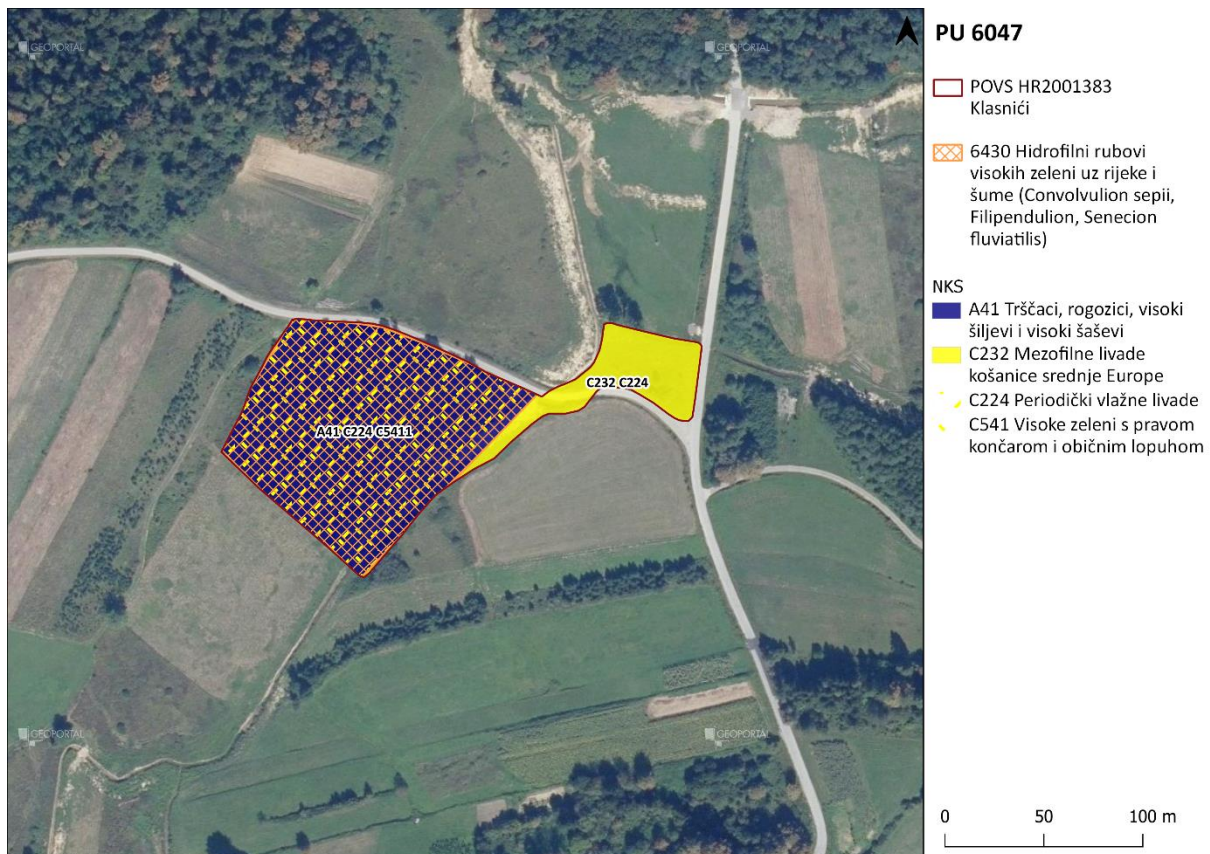 GEOPORTAL
GEOPORTAL
A41 C224 C5411
C232 C224
GEOPORTAL
GEOPORTAL
PU 6047
POVS HR2001383
Klasnići
6430 Hidrofilni rubovi
visokih zeleni uz rijeke i
šume (Convolvulion sepii,
Filipendulion, Senecion
fluviatilis)
NKS
A41 Trščaci, rogozici, visoki
šiljevi i visoki šaševi
C232 Mezofilne livade
košanice srednje Europe
C224 Periodički vlažne livade
C541 Visoke zeleni s pravom
končarom i običnim lopuhom
0 50 100 m